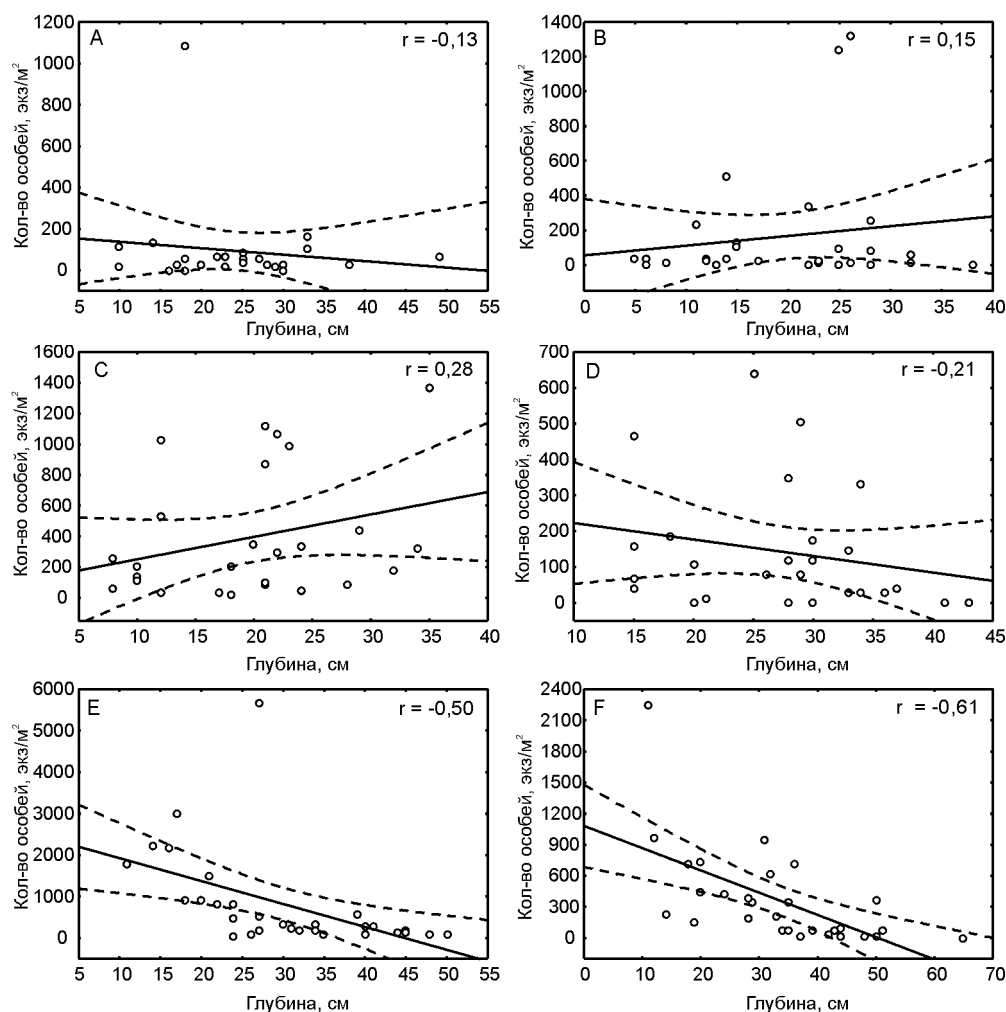 A
r = -0,13
Кол-во особей, экз/м²
1200
1000
800
600
400
200
0
5 10 15 20 25 30 35 40 45 50 55
Глубина, см
B
r = 0,15
Кол-во особей, экз/м²
1400
1200
1000
800
600
400
200
0
0 5 10 15 20 25 30 35 40
Глубина, см
C
r = 0,28
Кол-во особей, экз/м²
1600
1400
1200
1000
800
600
400
200
0
5 10 15 20 25 30 35 40
Глубина, см
D
r = -0,21
Кол-во особей, экз/м²
700
600
500
400
300
200
100
0
10 15 20 25 30 35 40 45
Глубина, см
E
r = -0,50
Кол-во особей, экз/м²
6000
5000
4000
3000
2000
1000
0
5 10 15 20 25 30 35 40 45 50 55
Глубина, см
F
r = -0,61
Кол-во особей, экз/м²
2400
2100
1800
1500
1200
900
600
300
0
0 10 20 30 40 50 60 70
Глубина, см